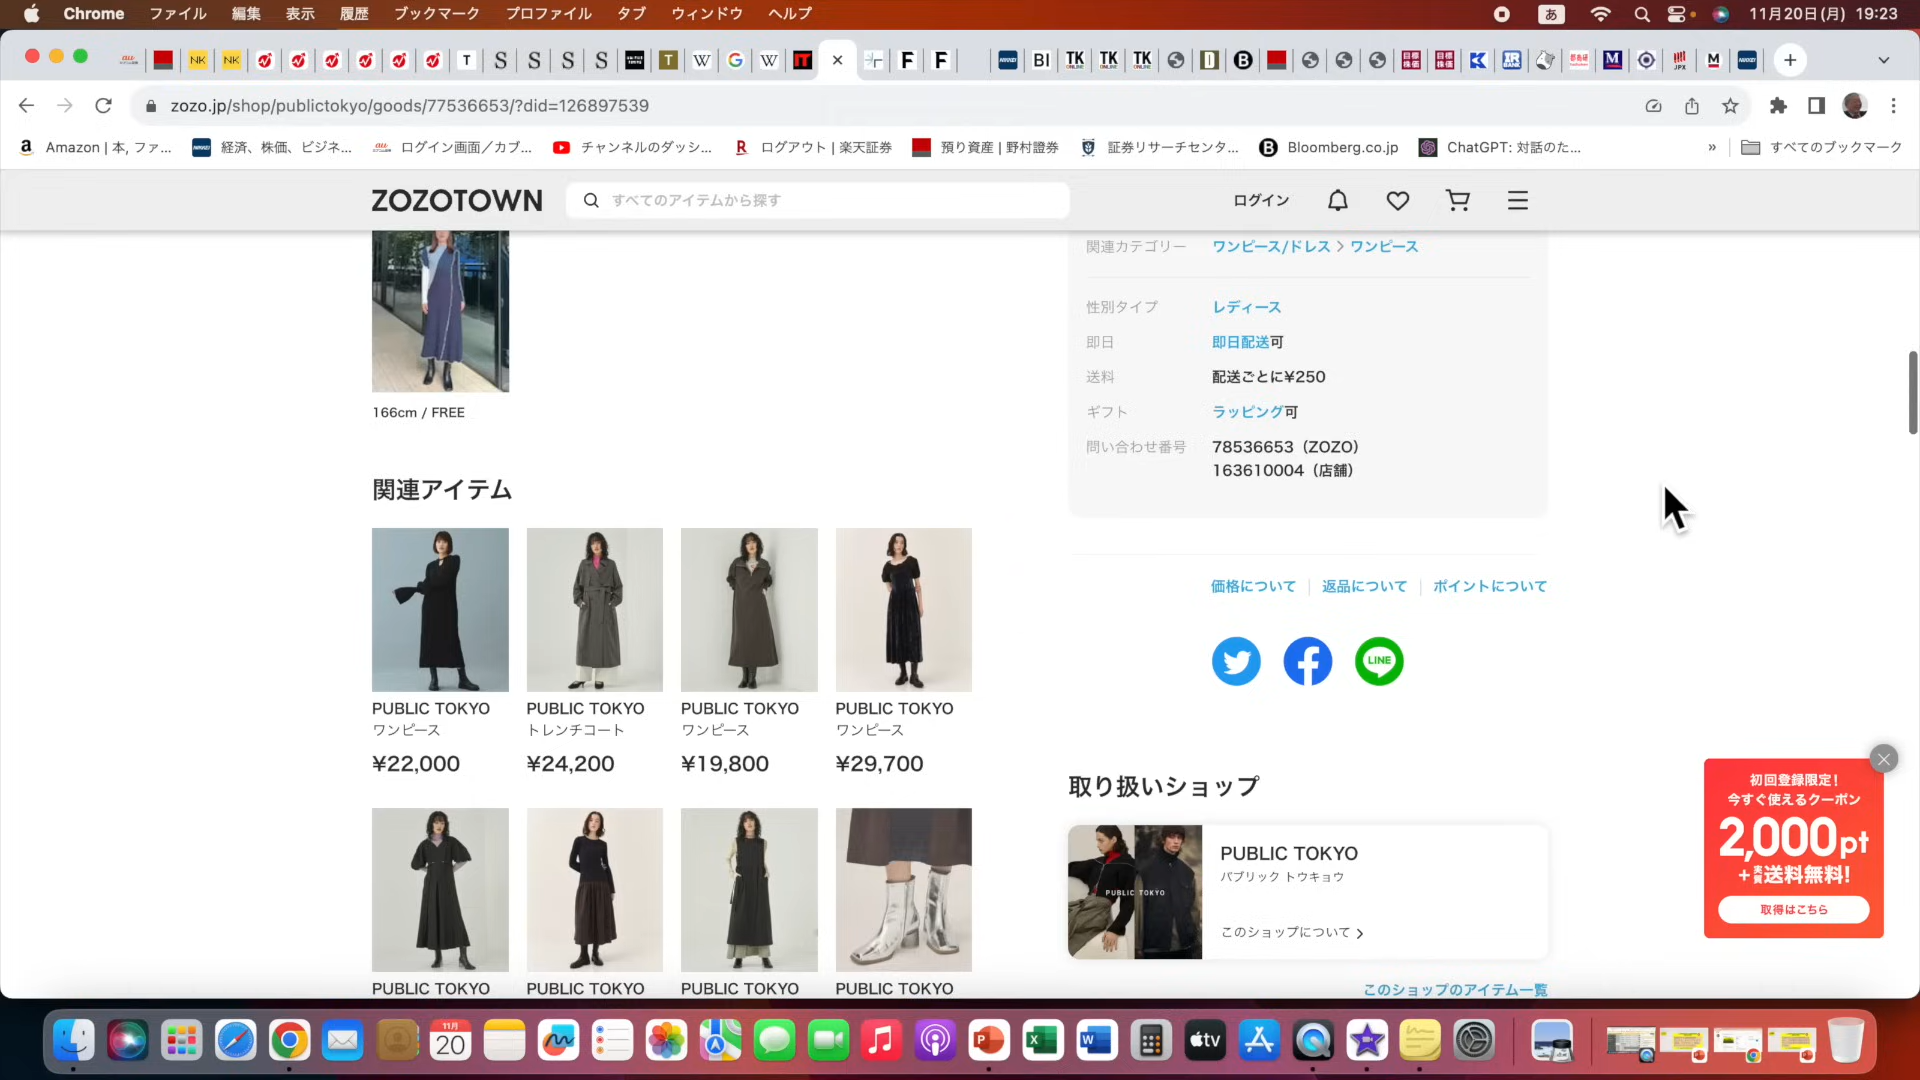 Chrome ファイル 編集 表示 履歴 ブックマーク プロファイル タブ ウィンドウ ヘルプ あ 11月20日(月) 19:23
NK NK T S S S S T W G W F F BI TK TK TK D B M JPX M
zozo.jp/shop/publictokyo/goods/77536653/?did=126897539
Amazon | 本, ファ... 経済、株価、ビジネ... ログイン画面／カブ... チャンネルのダッシ... ログアウト | 楽天証券 預り資産 | 野村證券 証券リサーチセンタ... Bloomberg.co.jp ChatGPT: 対話のた... » すべてのブックマーク
ZOZOTOWN すべてのアイテムから探す ログイン
関連カテゴリー ワンピース/ドレス > ワンピース
性別タイプ レディース
即日 即日配送可
送料 配送ごとに¥250
ギフト ラッピング可
問い合わせ番号 78536653（ZOZO）
163610004（店舗）
166cm / FREE
関連アイテム
PUBLIC TOKYO
ワンピース
¥22,000
PUBLIC TOKYO
トレンチコート
¥24,200
PUBLIC TOKYO
ワンピース
¥19,800
PUBLIC TOKYO
ワンピース
¥29,700
PUBLIC TOKYO PUBLIC TOKYO PUBLIC TOKYO PUBLIC TOKYO
価格について 返品について ポイントについて
LINE
取り扱いショップ
PUBLIC TOKYO
PUBLIC TOKYO
パブリック トウキョウ
このショップについて >
このショップのアイテム一覧
初回登録限定！
今すぐ使えるクーポン
2,000pt
+実質送料無料!
取得はこちら
11月
20
tv